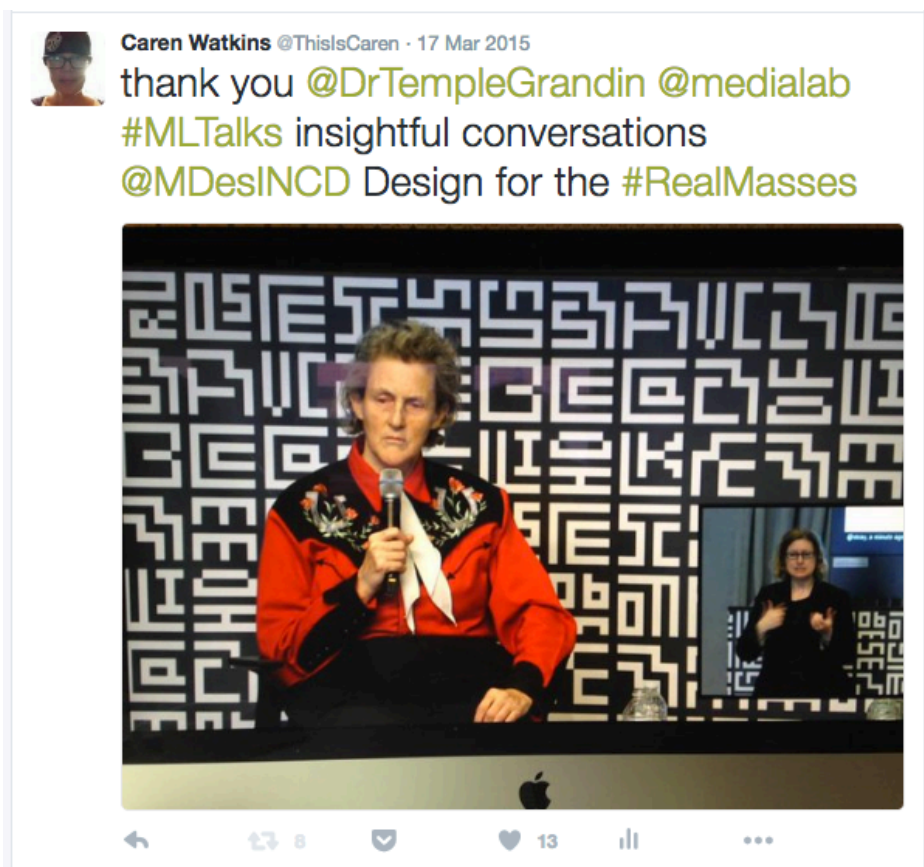 Caren Watkins @ThisIsCaren · 17 Mar 2015
thank you @DrTempleGrandin @medialab
#MLTalks insightful conversations
@MDesINCD Design for the #RealMasses
8
13